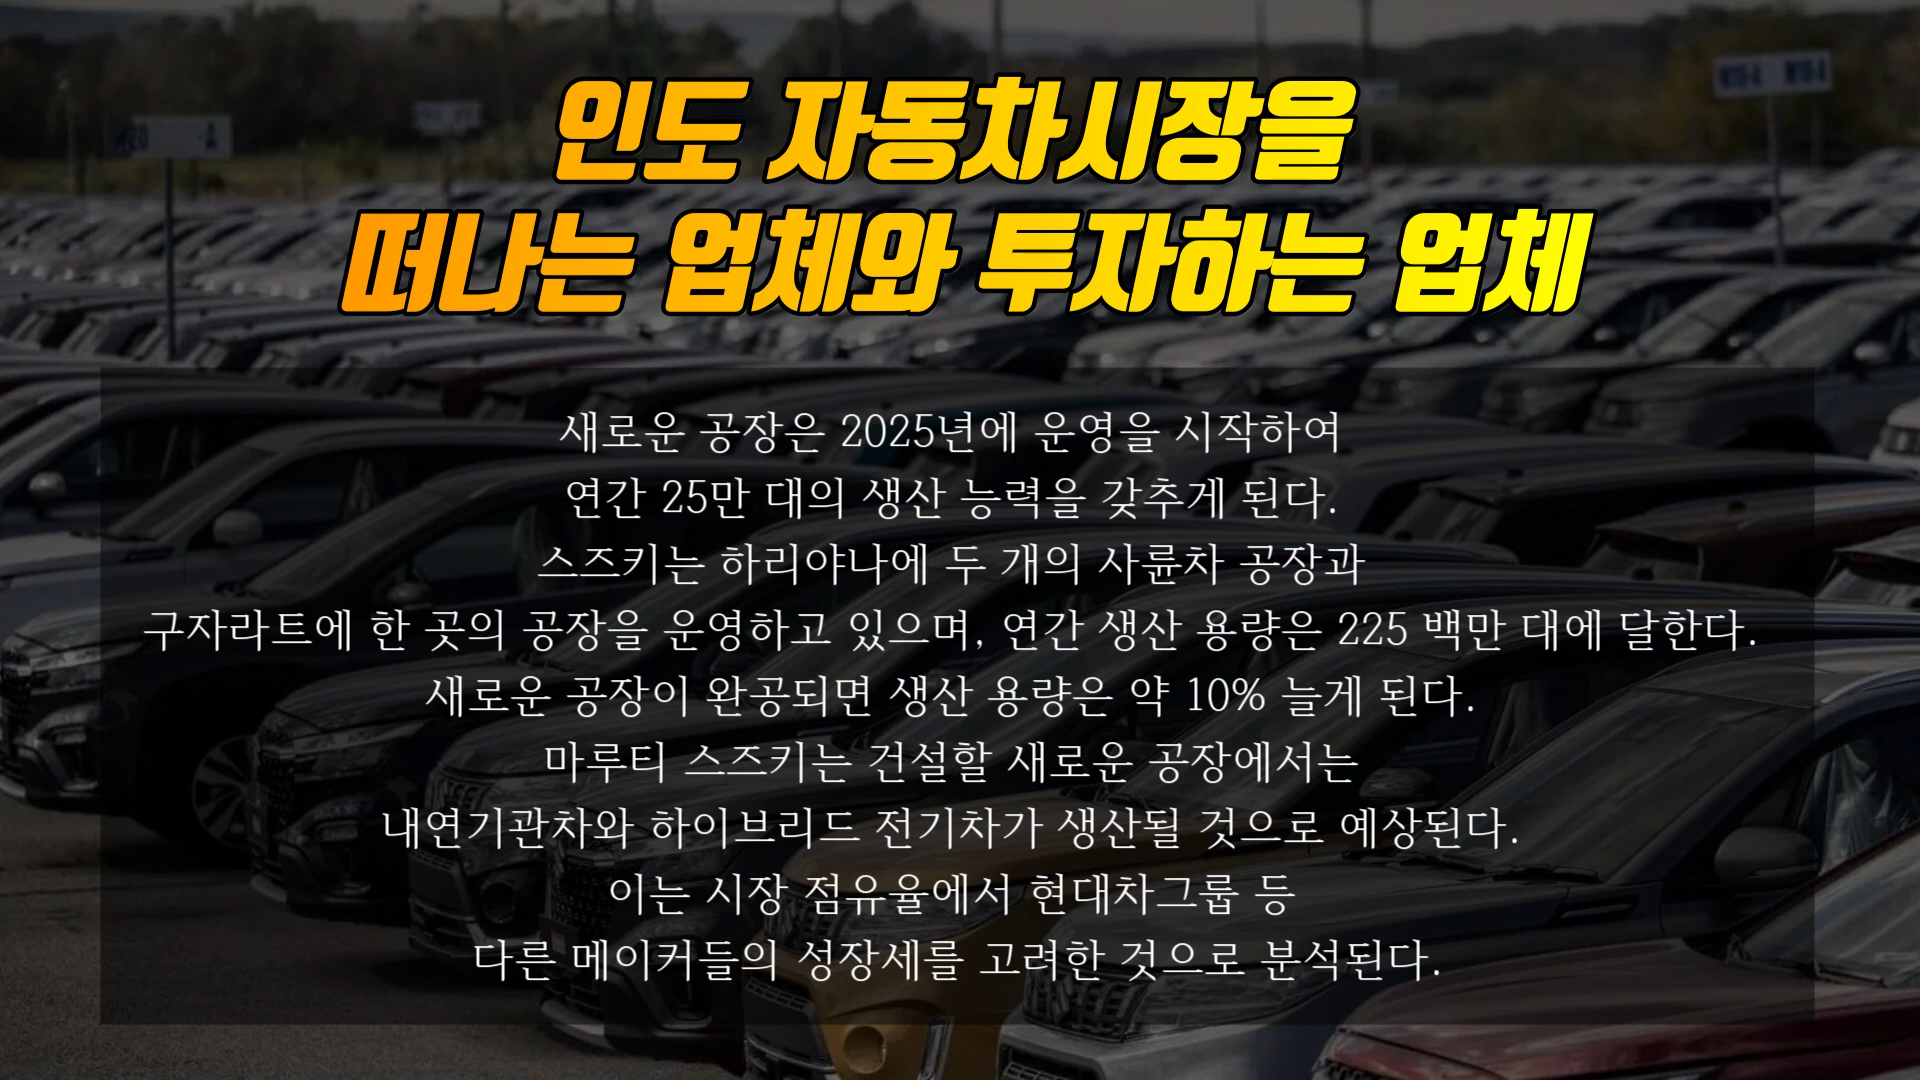 인도 자동차시장을
떠나는 업체와 투자하는 업체
새로운 공장은 2025년에 운영을 시작하여
연간 25만 대의 생산 능력을 갖추게 된다.
스즈키는 하리야나에 두 개의 사륜차 공장과
구자라트에 한 곳의 공장을 운영하고 있으며, 연간 생산 용량은 225 백만 대에 달한다.
새로운 공장이 완공되면 생산 용량은 약 10% 늘게 된다.
마루티 스즈키는 건설할 새로운 공장에서는
내연기관차와 하이브리드 전기차가 생산될 것으로 예상된다.
이는 시장 점유율에서 현대차그룹 등
다른 메이커들의 성장세를 고려한 것으로 분석된다.